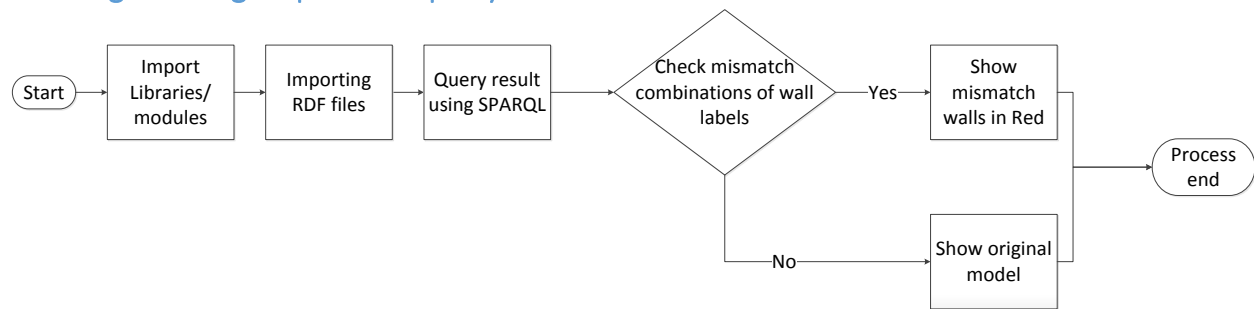 Start
Import
Libraries/
modules
Importing
RDF files
Query result
using SPARQL
Check mismatch
combinations of wall
labels
Yes
Show
mismatch
walls in Red
Process
end
No
Show original
model